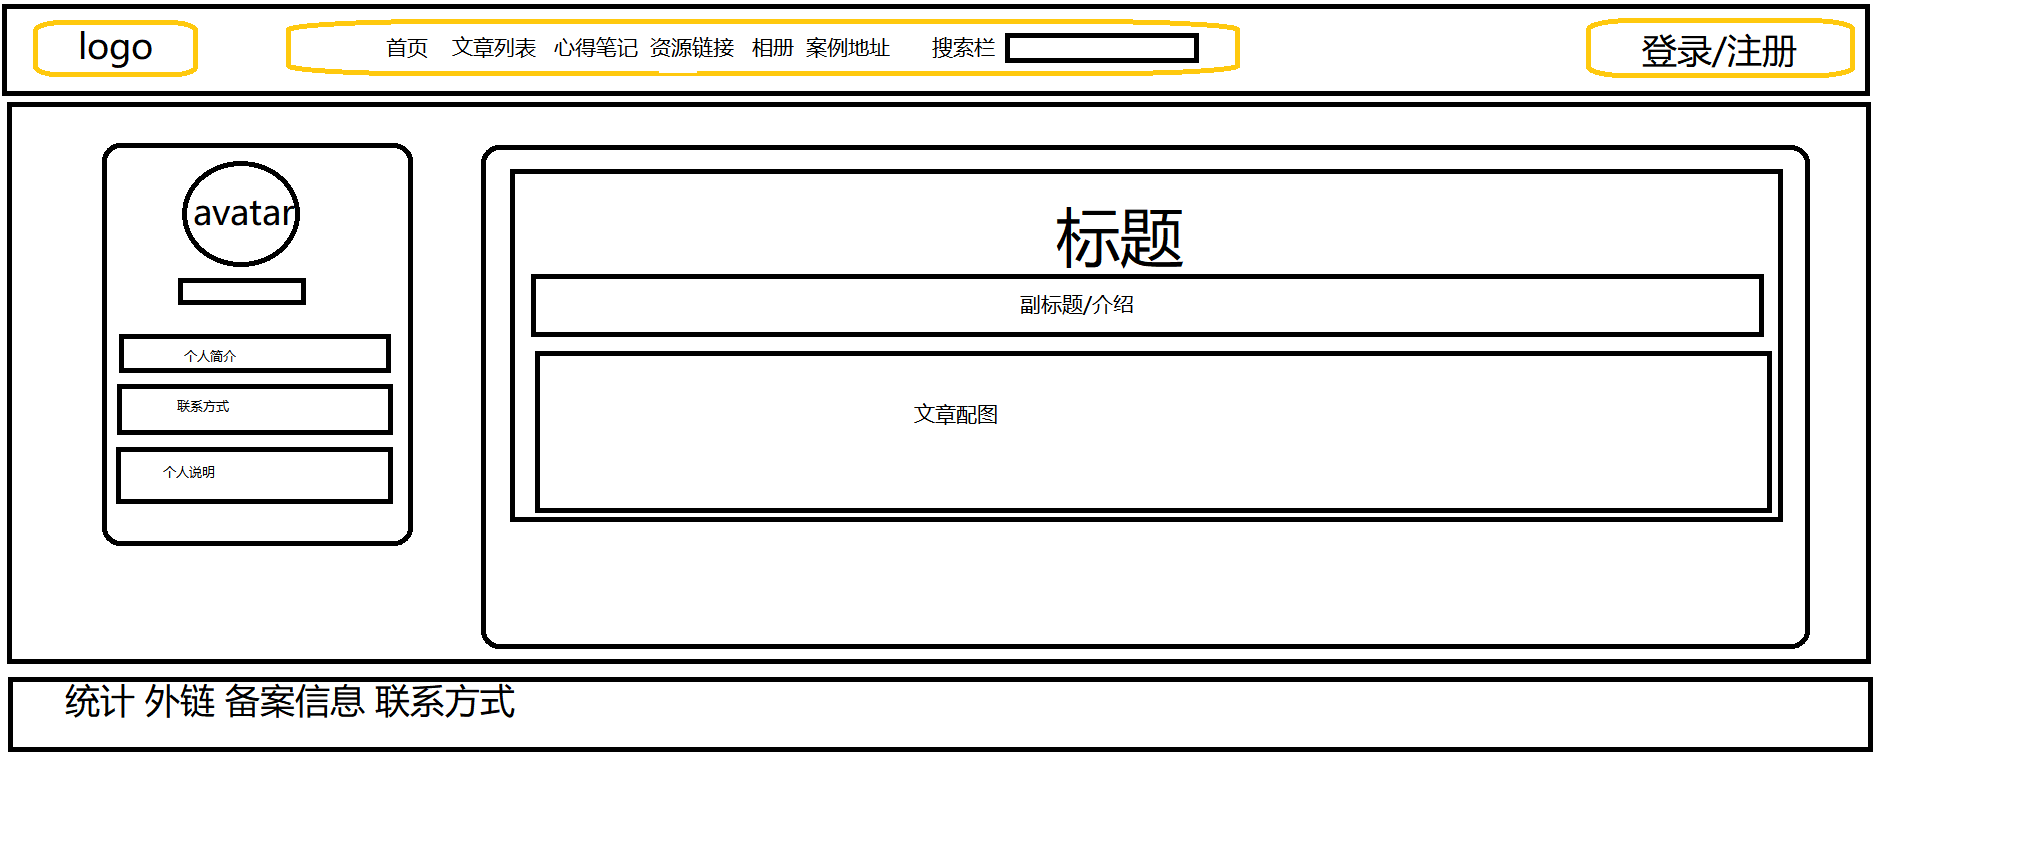 logo 首页 文章列表 心得笔记 资源链接 相册 案例地址 搜索栏 登录/注册
avatar
个人简介
联系方式
个人说明
标题
副标题/介绍
文章配图
统计 外链 备案信息 联系方式